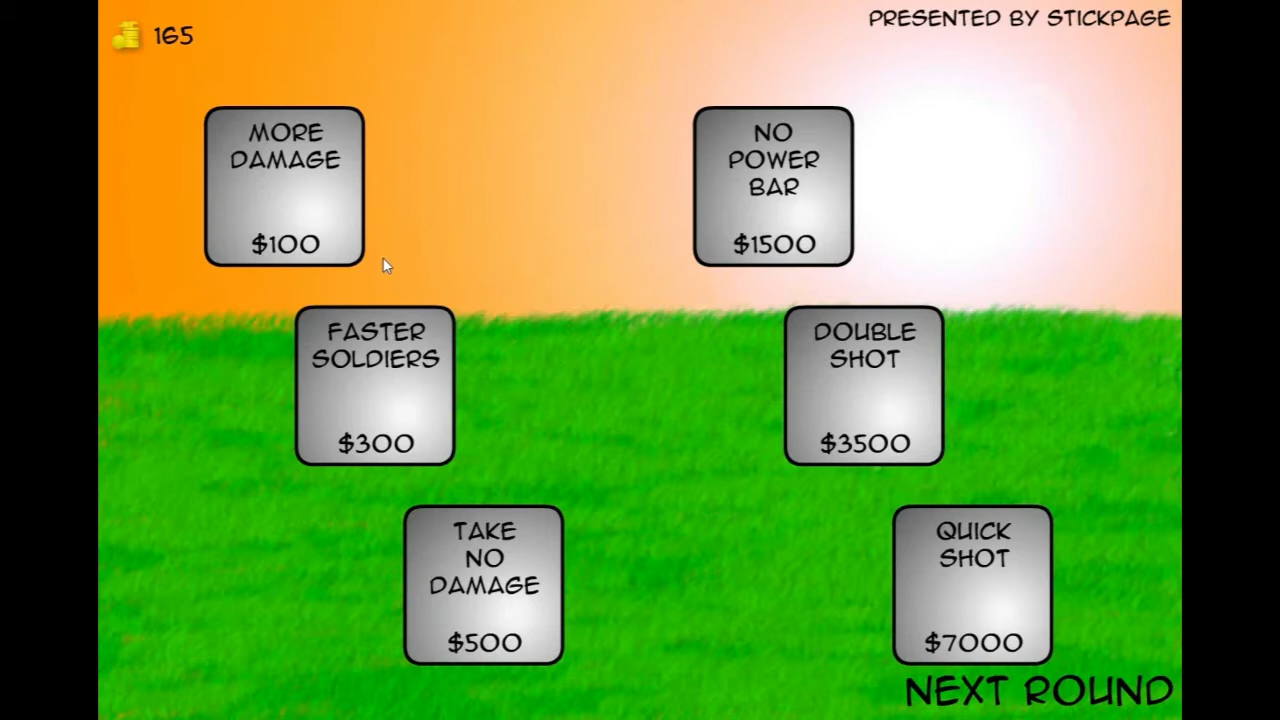 165
PRESENTED BY STICKPAGE
MORE
DAMAGE
$100
NO
POWER
BAR
$1500
FASTER
SOLDIERS
$300
DOUBLE
SHOT
$3500
TAKE
NO
DAMAGE
$500
QUICK
SHOT
$7000
NEXT ROUND